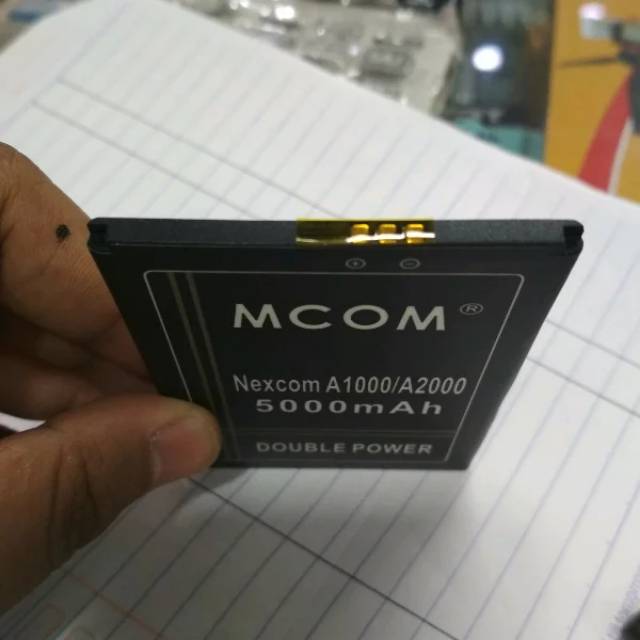 + -
MCOM ®
Nexcom A1000/A2000
5000mAh
DOUBLE POWER